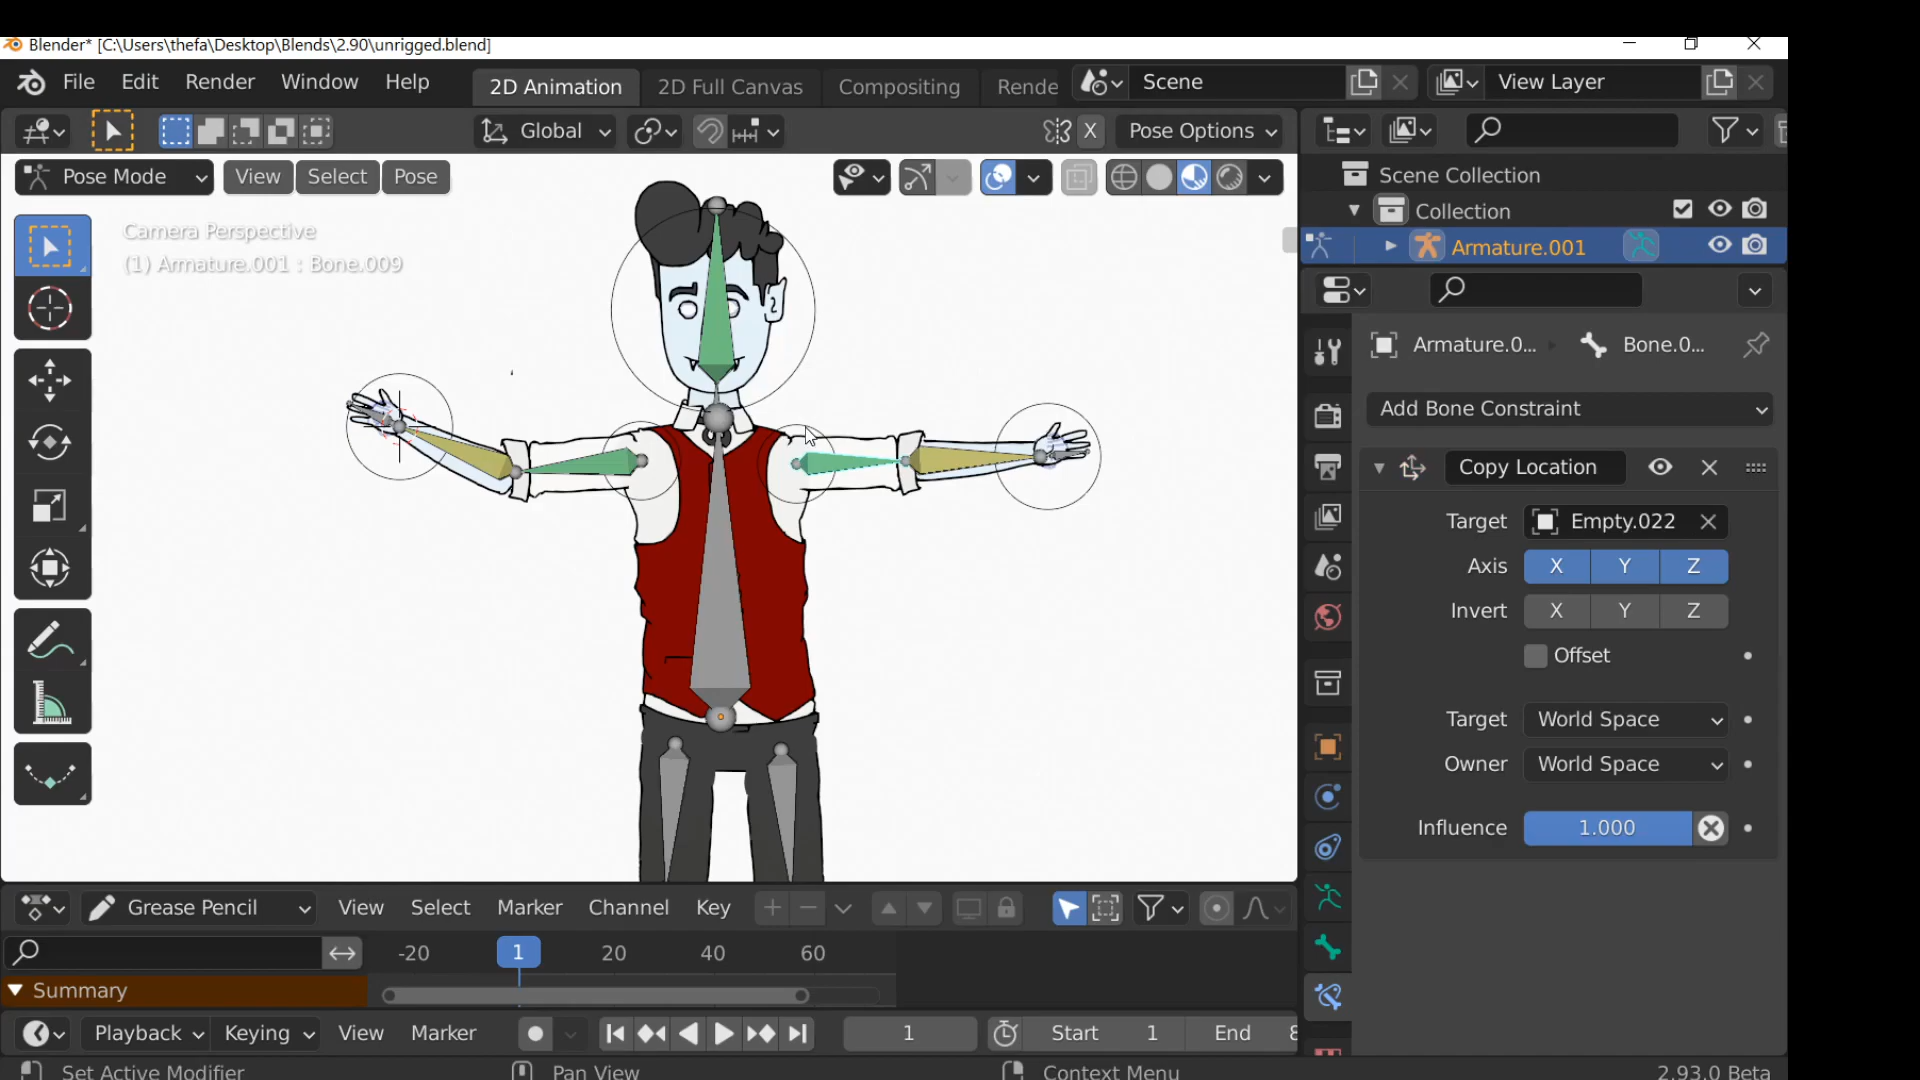 Blender* [C:\Users\thefa\Desktop\Blends\2.90\unrigged.blend]
File Edit Render Window Help 2D Animation 2D Full Canvas Compositing Rende Scene View Layer
Global X Pose Options
Pose Mode View Select Pose
Camera Perspective
(1) Armature.001 : Bone.009
Scene Collection
Collection
Armature.001
Armature.0... Bone.0...
Add Bone Constraint
Copy Location
Target Empty.022
Axis X Y Z
Invert X Y Z
Offset
Target World Space
Owner World Space
Influence 1.000
Grease Pencil View Select Marker Channel Key
-20 1 20 40 60
Summary
Playback Keying View Marker 1 Start 1 End
Set Active Modifier Pan View Context Menu 2.93.0 Beta